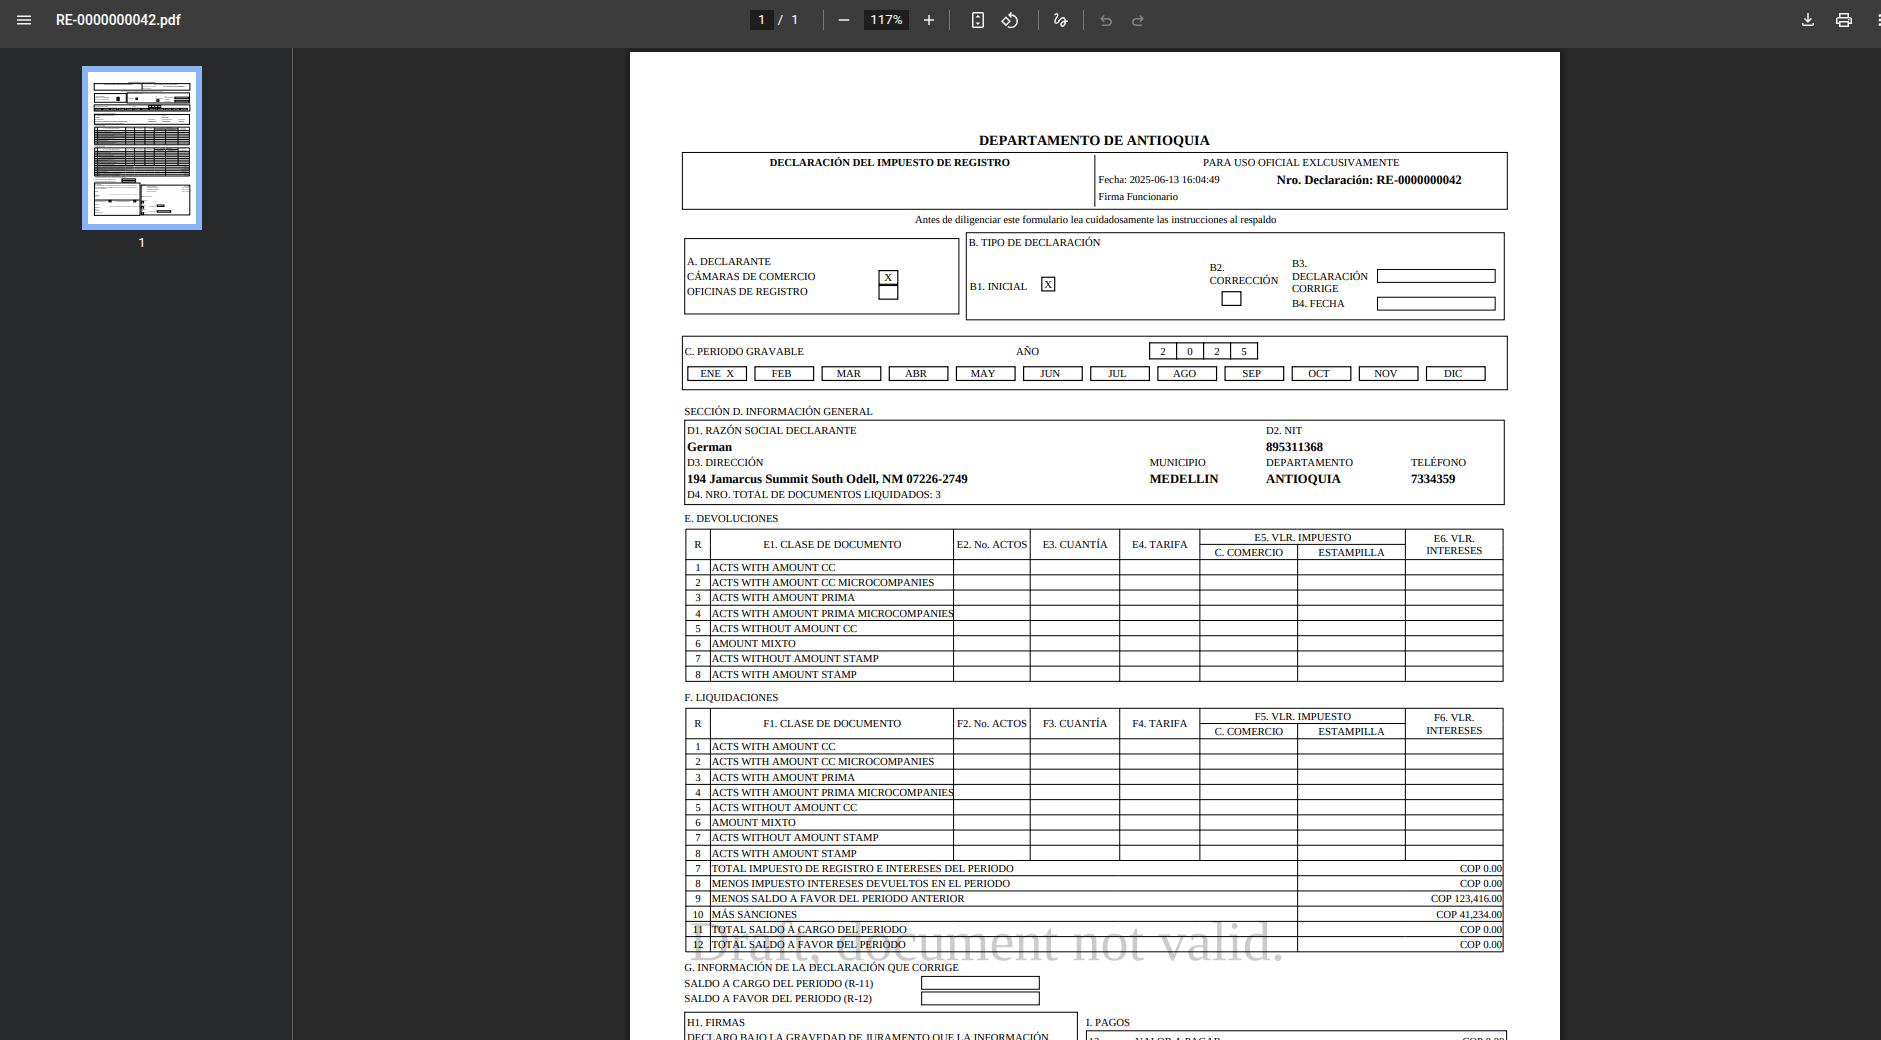 RE-0000000042.pdf
1 / 1
117%
1
DEPARTAMENTO DE ANTIOQUIA
DECLARACIÓN DEL IMPUESTO DE REGISTRO
PARA USO OFICIAL EXLCUSIVAMENTE
Fecha: 2025-06-13 16:04:49 Nro. Declaración: RE-0000000042
Firma Funcionario
Antes de diligenciar este formulario lea cuidadosamente las instrucciones al respaldo
A. DECLARANTE
CÁMARAS DE COMERCIO X
OFICINAS DE REGISTRO
B. TIPO DE DECLARACIÓN
B1. INICIAL X
B2. CORRECCIÓN
B3. DECLARACIÓN CORRIGE
B4. FECHA
C. PERIODO GRAVABLE AÑO 2 0 2 5
ENE X FEB MAR ABR MAY JUN JUL AGO SEP OCT NOV DIC
SECCIÓN D. INFORMACIÓN GENERAL
D1. RAZÓN SOCIAL DECLARANTE D2. NIT
German 895311368
D3. DIRECCIÓN MUNICIPIO DEPARTAMENTO TELÉFONO
194 Jamarcus Summit South Odell, NM 07226-2749 MEDELLIN ANTIOQUIA 7334359
D4. NRO. TOTAL DE DOCUMENTOS LIQUIDADOS: 3
E. DEVOLUCIONES
R E1. CLASE DE DOCUMENTO E2. No. ACTOS E3. CUANTÍA E4. TARIFA E5. VLR. IMPUESTO E6. VLR. INTERESES
C. COMERCIO ESTAMPILLA
1 ACTS WITH AMOUNT CC
2 ACTS WITH AMOUNT CC MICROCOMPANIES
3 ACTS WITH AMOUNT PRIMA
4 ACTS WITH AMOUNT PRIMA MICROCOMPANIES
5 ACTS WITHOUT AMOUNT CC
6 AMOUNT MIXTO
7 ACTS WITHOUT AMOUNT STAMP
8 ACTS WITH AMOUNT STAMP
F. LIQUIDACIONES
R F1. CLASE DE DOCUMENTO F2. No. ACTOS F3. CUANTÍA F4. TARIFA F5. VLR. IMPUESTO F6. VLR. INTERESES
C. COMERCIO ESTAMPILLA
1 ACTS WITH AMOUNT CC
2 ACTS WITH AMOUNT CC MICROCOMPANIES
3 ACTS WITH AMOUNT PRIMA
4 ACTS WITH AMOUNT PRIMA MICROCOMPANIES
5 ACTS WITHOUT AMOUNT CC
6 AMOUNT MIXTO
7 ACTS WITHOUT AMOUNT STAMP
8 ACTS WITH AMOUNT STAMP
7 TOTAL IMPUESTO DE REGISTRO E INTERESES DEL PERIODO COP 0.00
8 MENOS IMPUESTO INTERESES DEVUELTOS EN EL PERIODO COP 0.00
9 MENOS SALDO A FAVOR DEL PERIODO ANTERIOR COP 123,416.00
10 MÁS SANCIONES COP 41,234.00
11 TOTAL SALDO A CARGO DEL PERIODO COP 0.00
12 TOTAL SALDO A FAVOR DEL PERIODO COP 0.00
Draft, document not valid.
G. INFORMACIÓN DE LA DECLARACIÓN QUE CORRIGE
SALDO A CARGO DEL PERIODO (R-11)
SALDO A FAVOR DEL PERIODO (R-12)
H1. FIRMAS
DECLARO BAJO LA GRAVEDAD DE JURAMENTO QUE LA INFORMACIÓN
I. PAGOS
VALOR A PAGAR COP 0.00